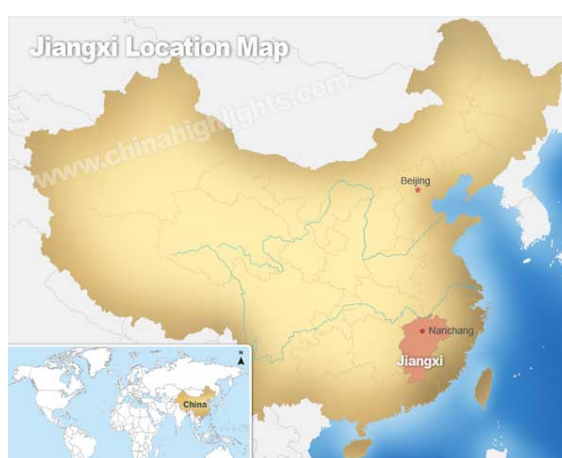 Jiangxi Location Map
www.chinahighlights.com
Beijing
Nanchang
Jiangxi
N
China